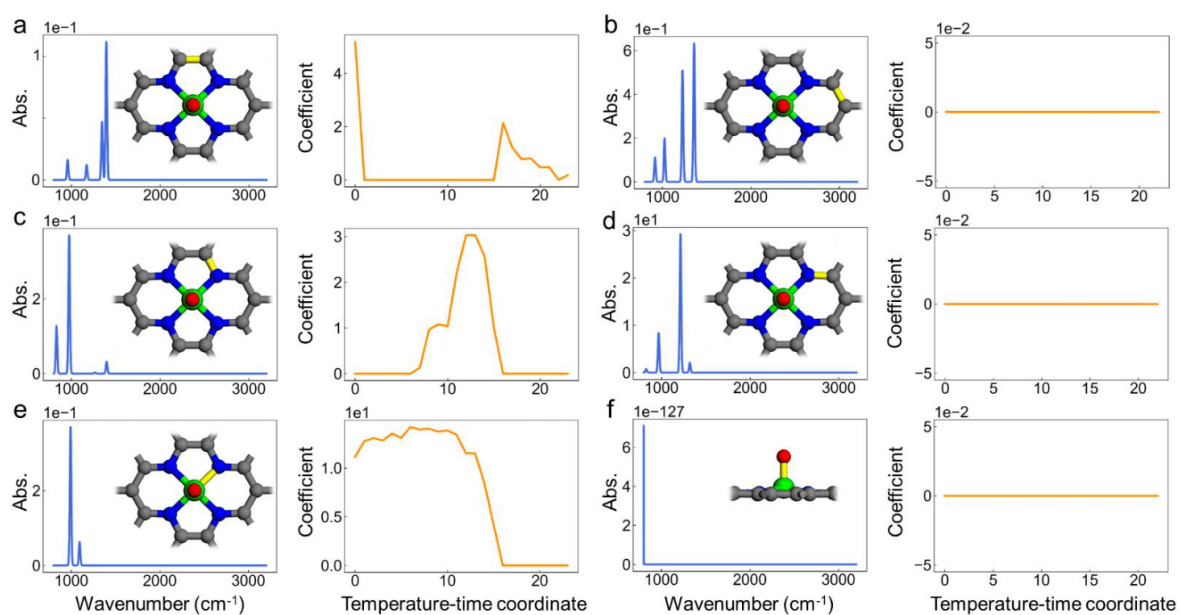 a
1e−1
Abs.
1
0
1000
2000
3000
Coefficient
4
2
0
0
10
20
b
1e−1
Abs.
6
4
2
0
1000
2000
3000
1e−2
Coefficient
5
0
−5
0
5
10
15
20
c
1e−1
Abs.
2
0
1000
2000
3000
Coefficient
3
2
1
0
0
10
20
d
1e1
Abs.
3
2
1
0
1000
2000
3000
1e−2
Coefficient
5
0
−5
0
5
10
15
20
e
1e−1
Abs.
2
0
1000
2000
3000
Wavenumber (cm⁻¹)
1e1
Coefficient
1.0
0.0
0
10
20
Temperature-time coordinate
f
1e−127
Abs.
6
4
2
0
1000
2000
3000
Wavenumber (cm⁻¹)
1e−2
Coefficient
5
0
−5
0
5
10
15
20
Temperature-time coordinate